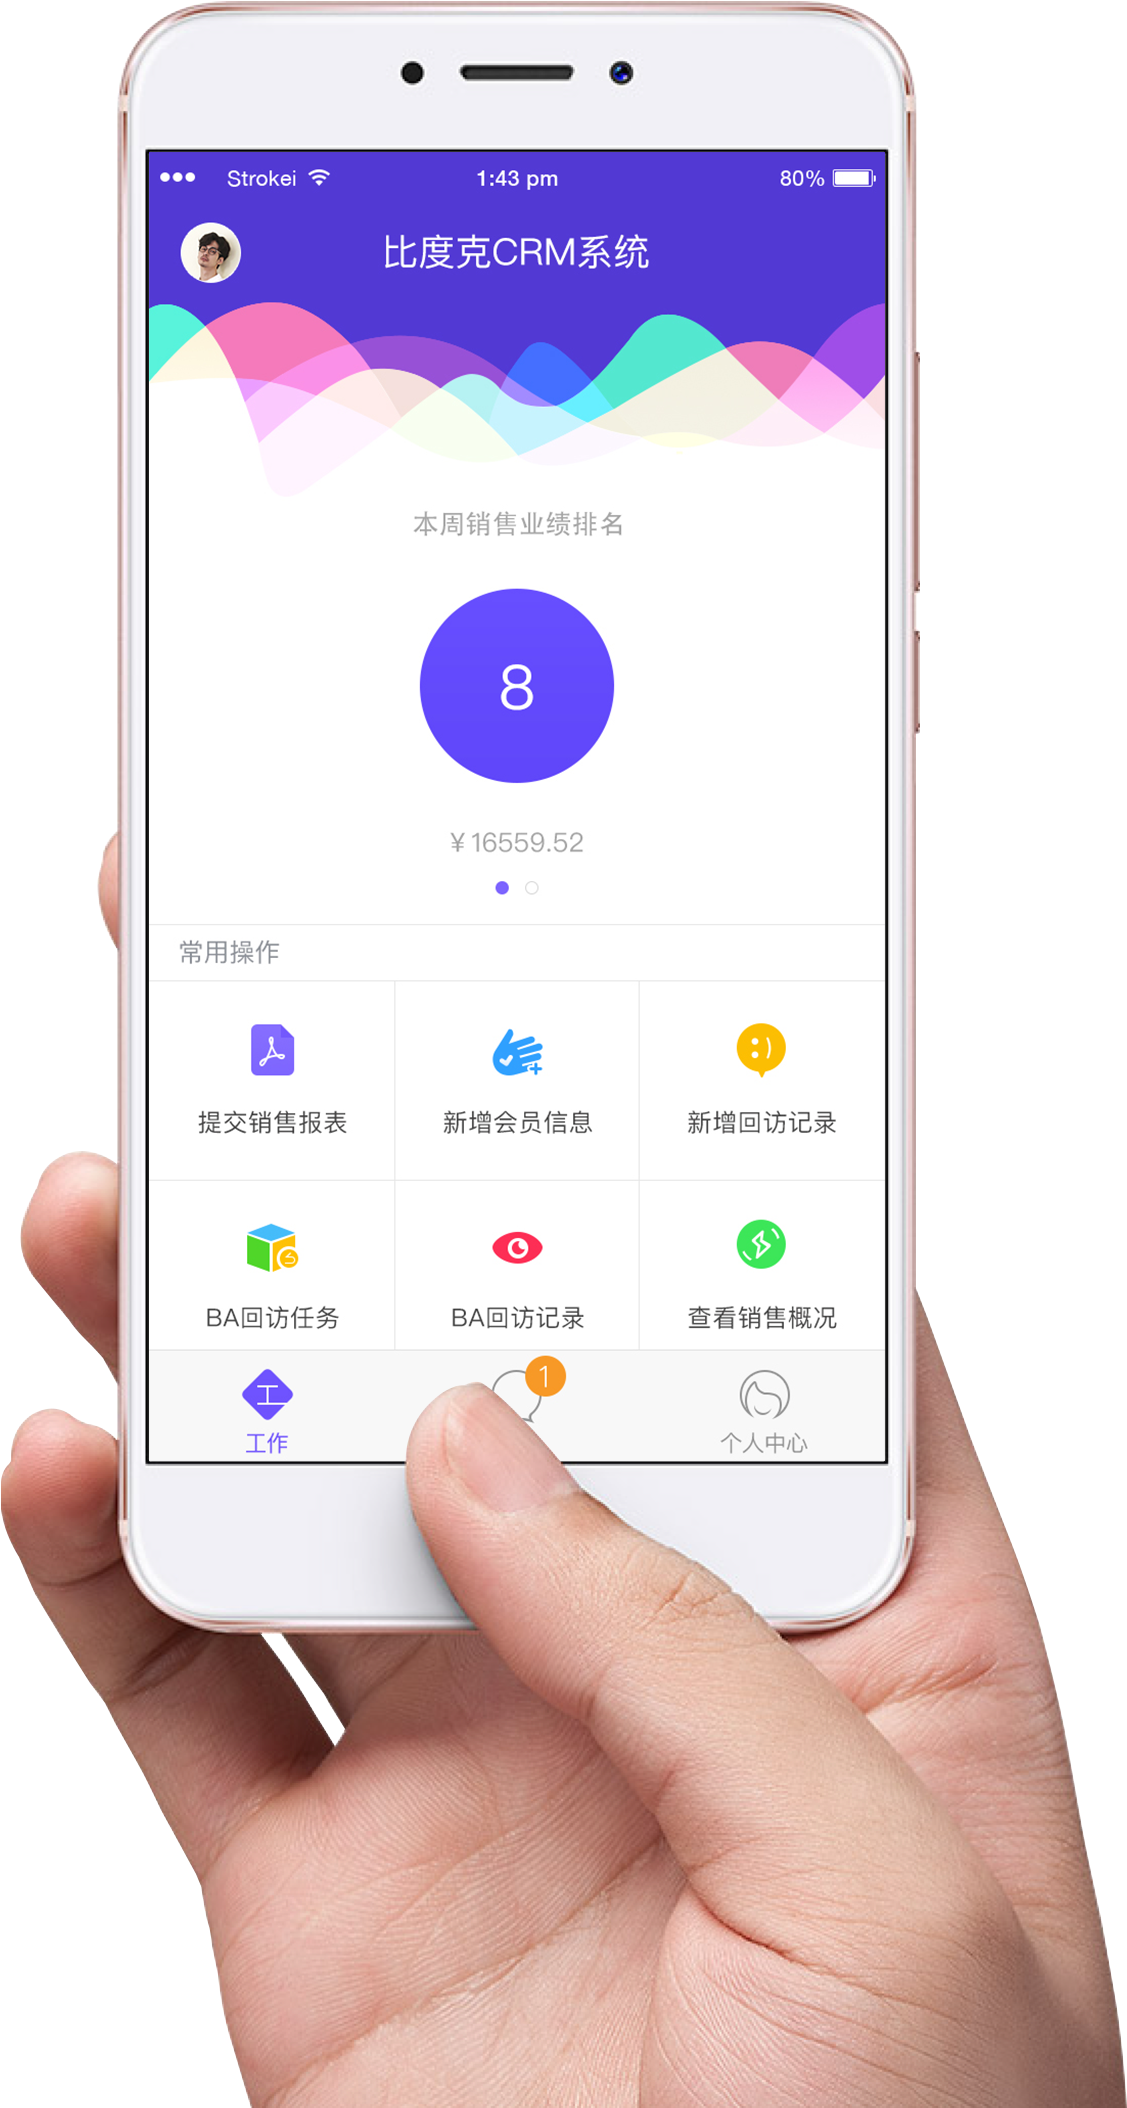 Strokei
1:43 pm
80%
比度克CRM系统
本周销售业绩排名
8
¥16559.52
常用操作
提交销售报表
新增会员信息
新增回访记录
BA回访任务
BA回访记录
查看销售概况
工
1
工作
个人中心